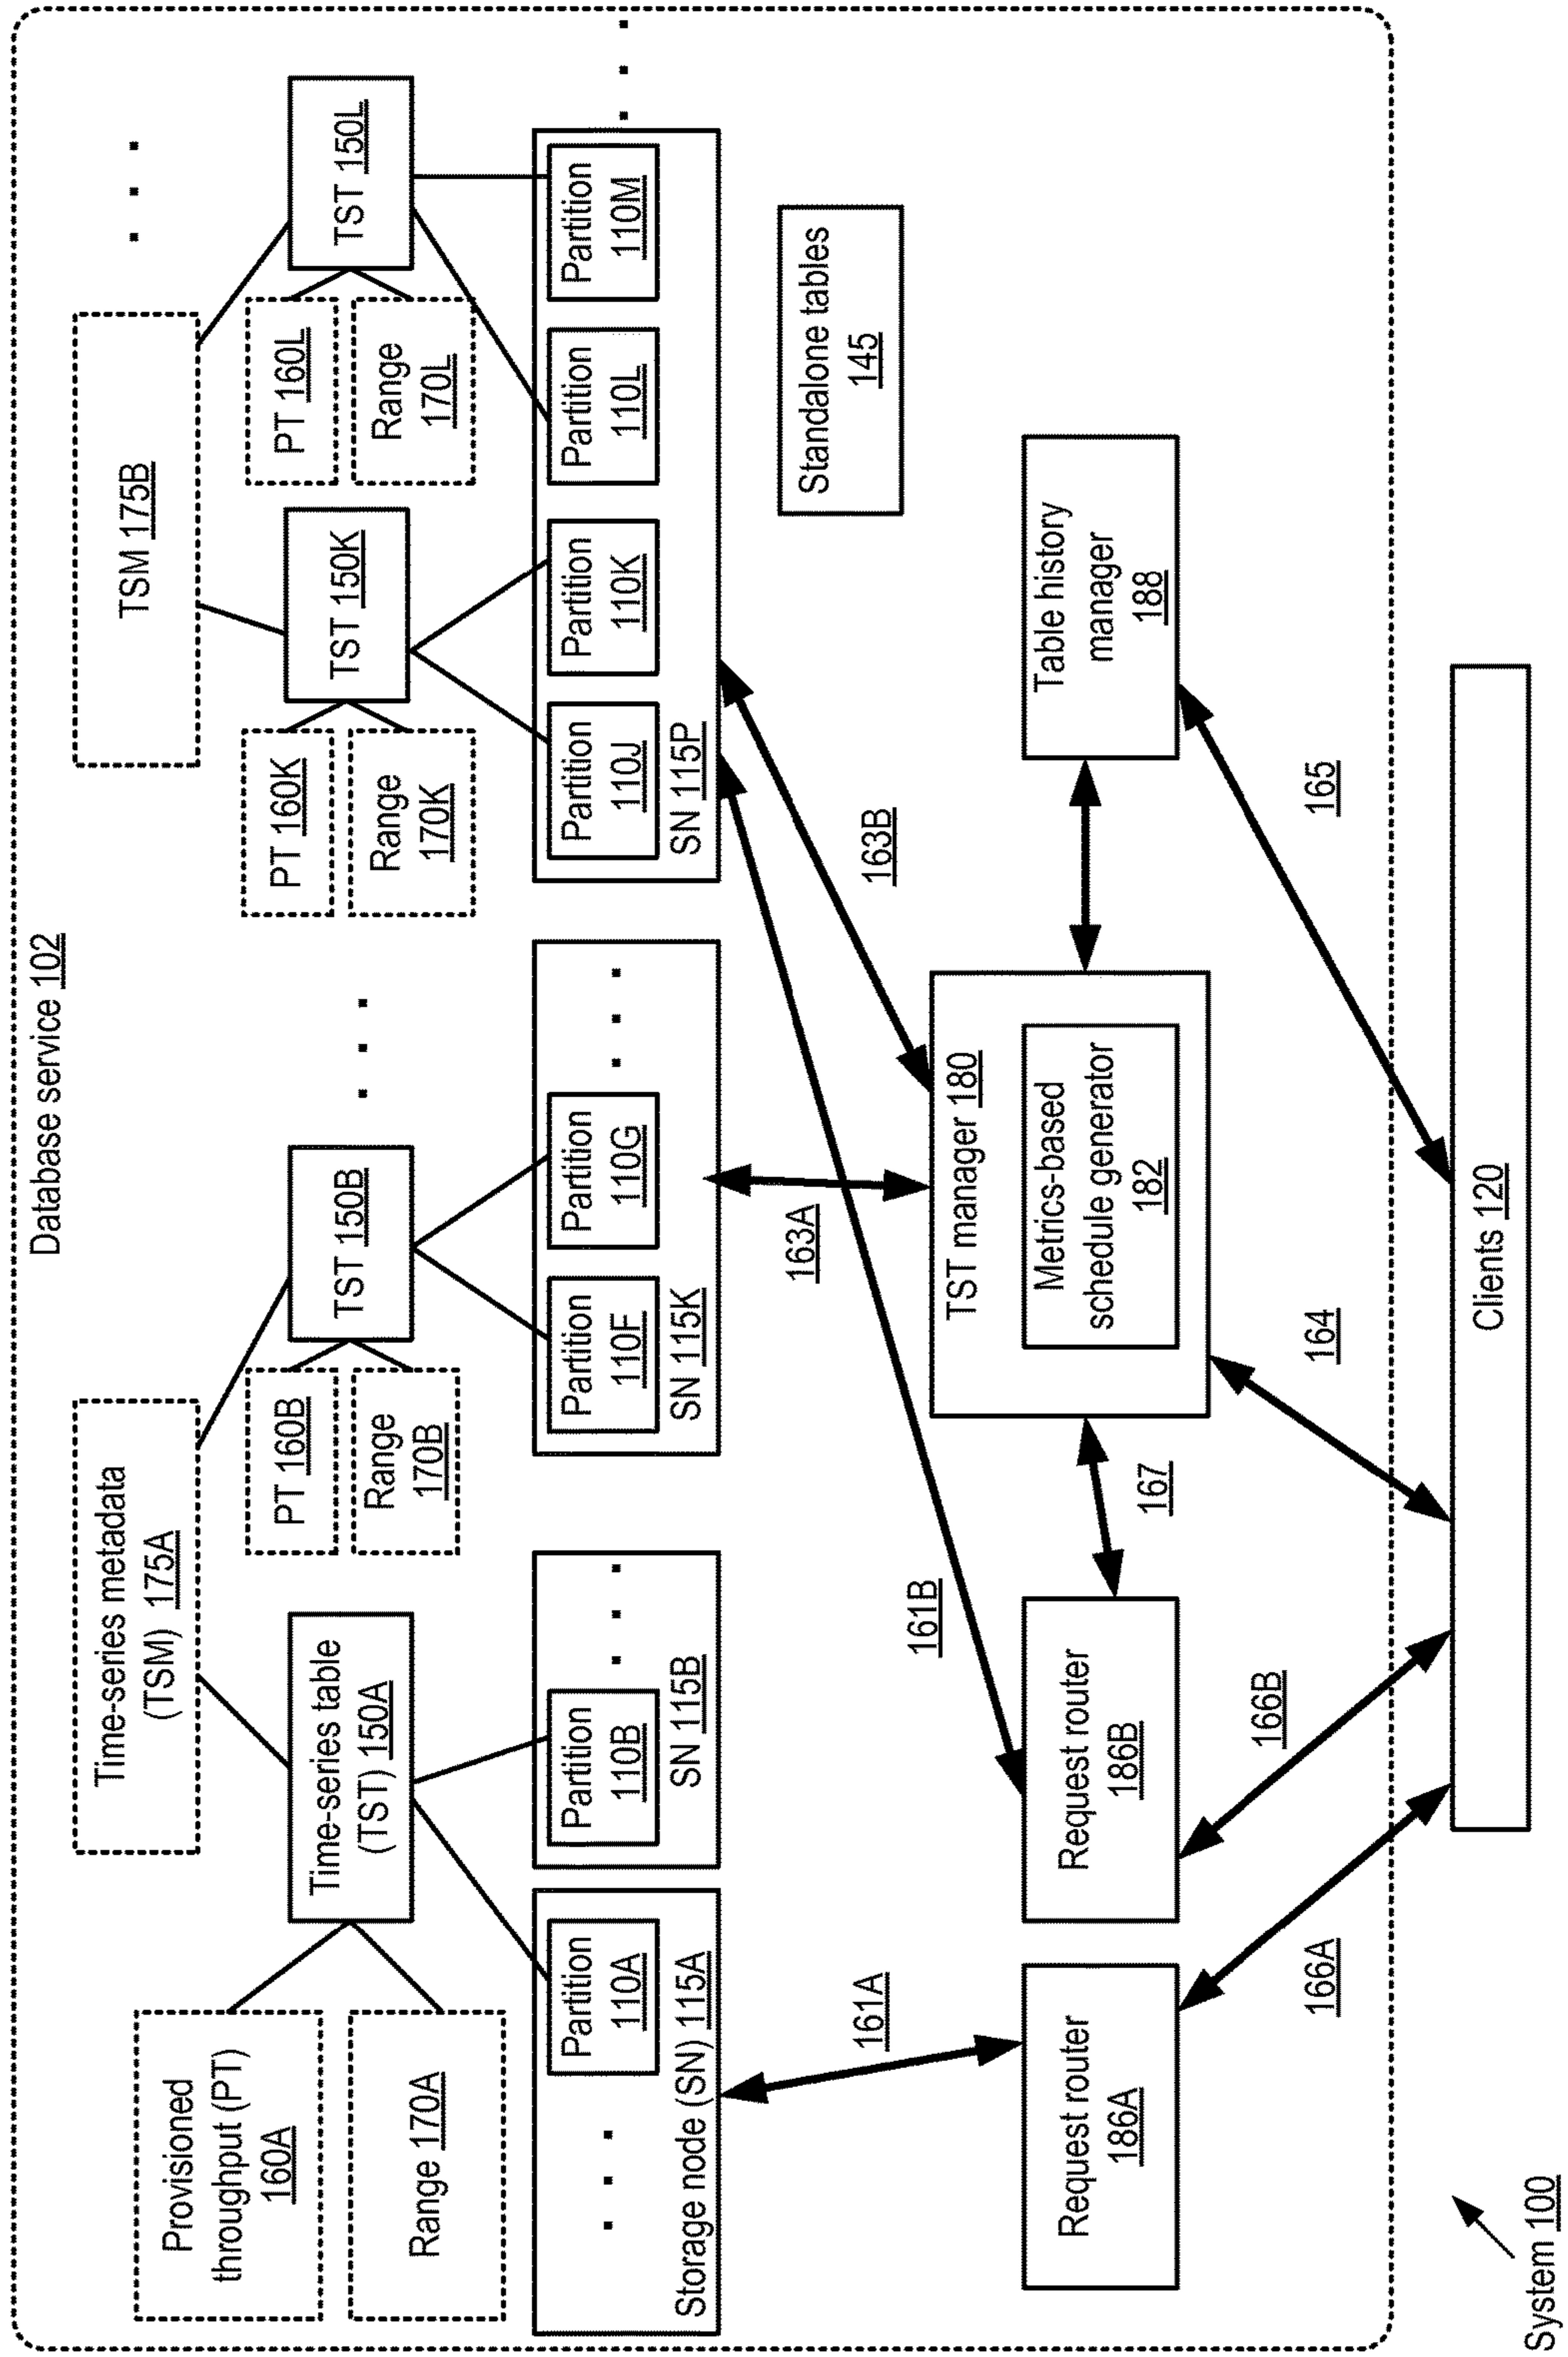 Database service 102
Time-series metadata
(TSM) 175A
TSM 175B
. . .
Provisioned
throughput (PT)
160A
Range 170A
Time-series table
(TST) 150A
PT 160B
Range
170B
TST 150B
. . .
PT 160K
Range
170K
TST 150K
PT 160L
Range
170L
TST 150L
. . .
Partition
110A
Storage node (SN) 115A
Partition
110B
. . .
SN 115B
Partition
110F
Partition
110G
. . .
SN 115K
Partition
110J
Partition
110K
Partition
110L
Partition
110M
SN 115P
. . .
Standalone tables
145
161A
161B
163A
163B
TST manager 180
Metrics-based
schedule generator
182
Request router
186A
Request router
186B
167
Table history
manager
188
166A
166B
164
165
Clients 120
System 100